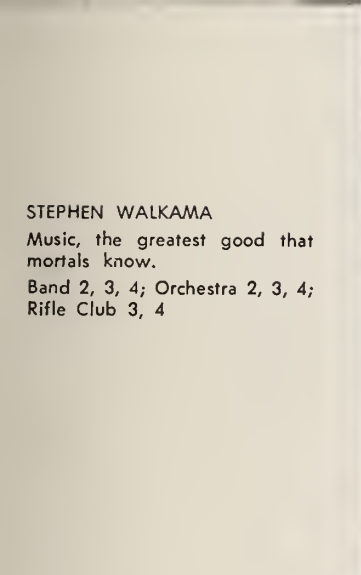 STEPHEN WALKAMA
Music, the greatest good that
mortals know.
Band 2, 3, 4; Orchestra 2, 3, 4;
Rifle Club 3, 4